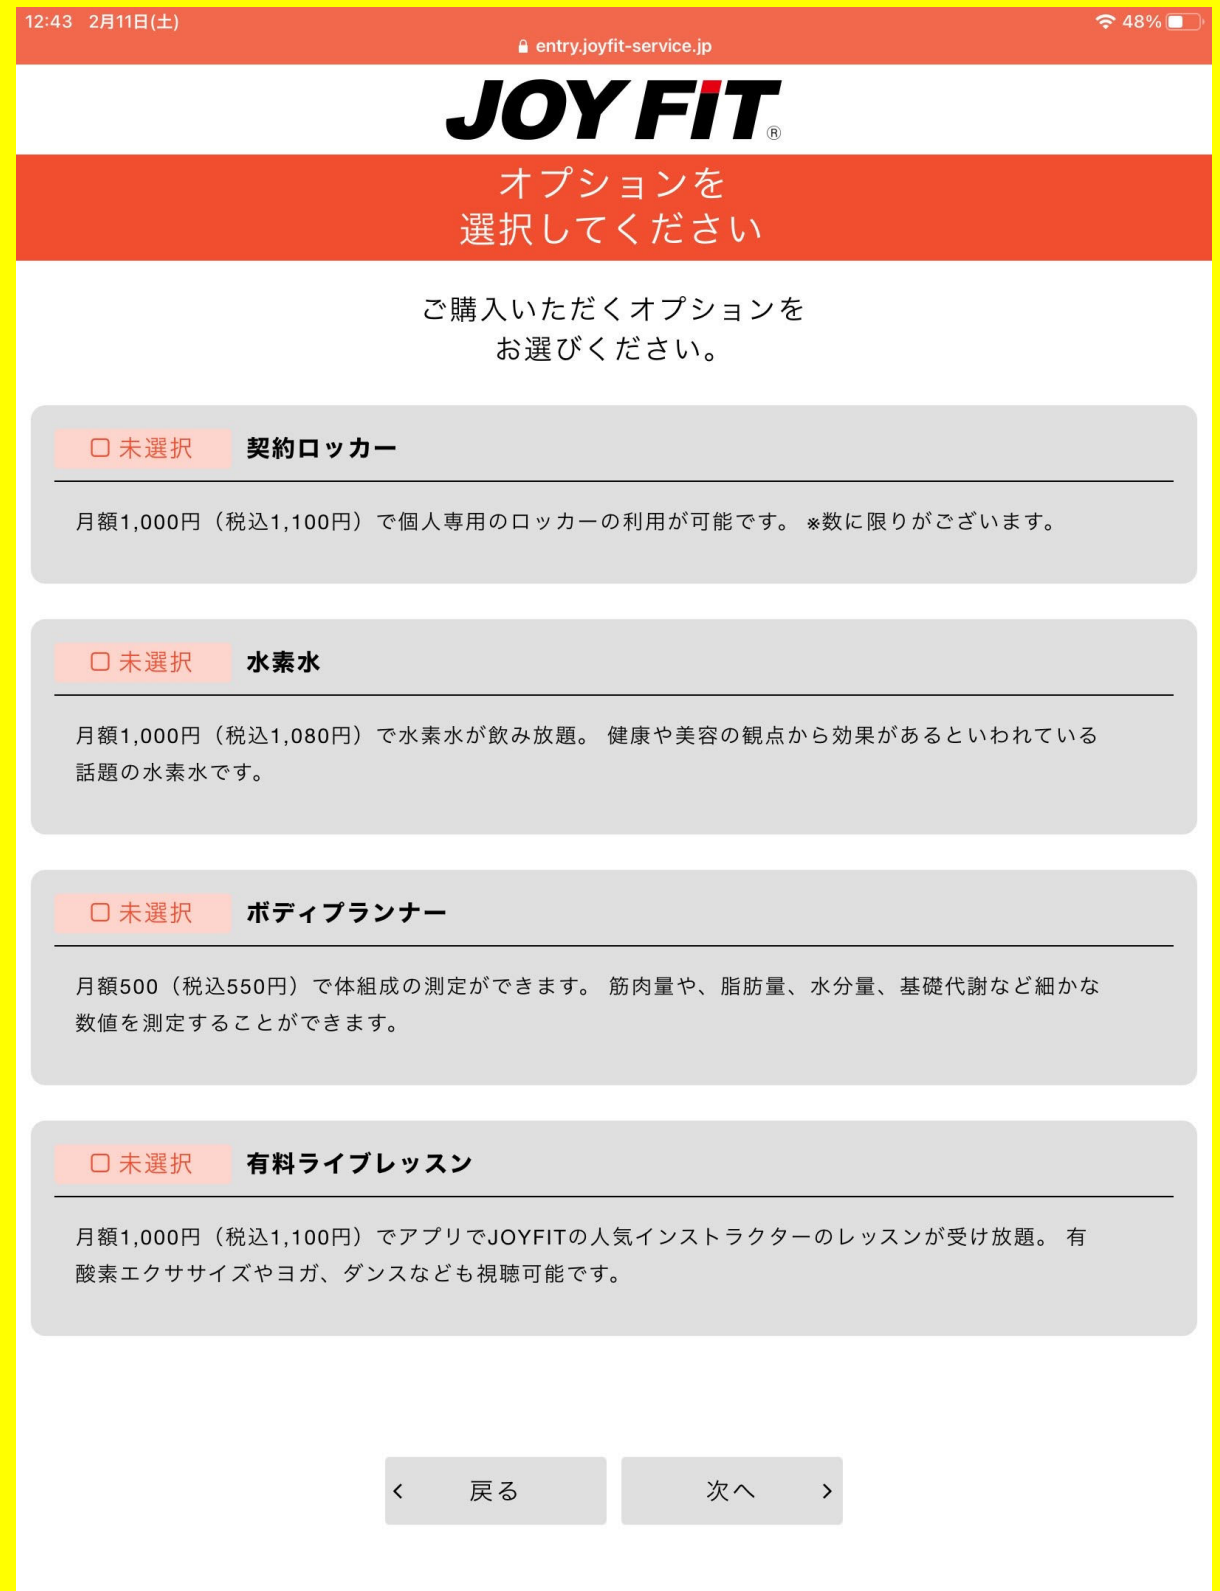 12:43 2月11日(土)
48%
entry.joyfit-service.jp
JOY FiT®
オプションを
選択してください
ご購入いただくオプションを
お選びください。
未選択 契約ロッカー
月額1,000円（税込1,100円）で個人専用のロッカーの利用が可能です。 ※数に限りがございます。
未選択 水素水
月額1,000円（税込1,080円）で水素水が飲み放題。 健康や美容の観点から効果があるといわれている
話題の水素水です。
未選択 ボディプランナー
月額500（税込550円）で体組成の測定ができます。 筋肉量や、脂肪量、水分量、基礎代謝など細かな
数値を測定することができます。
未選択 有料ライブレッスン
月額1,000円（税込1,100円）でアプリでJOYFITの人気インストラクターのレッスンが受け放題。 有
酸素エクササイズやヨガ、ダンスなども視聴可能です。
戻る 次へ